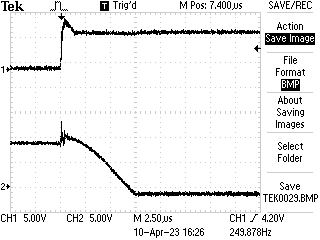 Tek Trig'd M Pos: 7.400µs SAVE/REC
T
Action
Save Image
File
Format
BMP
About
Saving
Images
Select
Folder
Save
TEK0029.BMP
1
2
CH1 5.00V CH2 5.00V M 2.50µs CH1 4.20V
10-Apr-23 16:26 249.878Hz